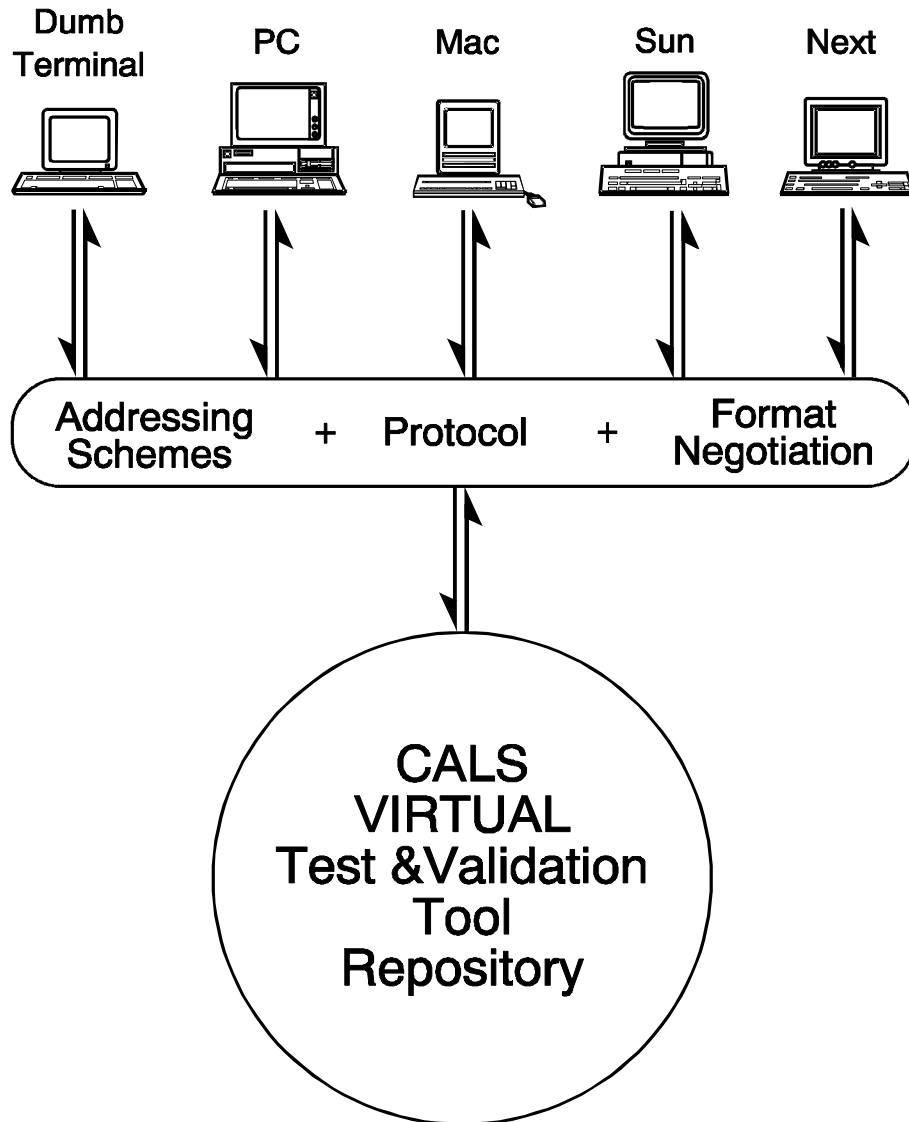 Dumb
Terminal
PC
Mac
Sun
Next
Addressing
Schemes
+
Protocol
+
Format
Negotiation
CALS
VIRTUAL
Test &Validation
Tool
Repository